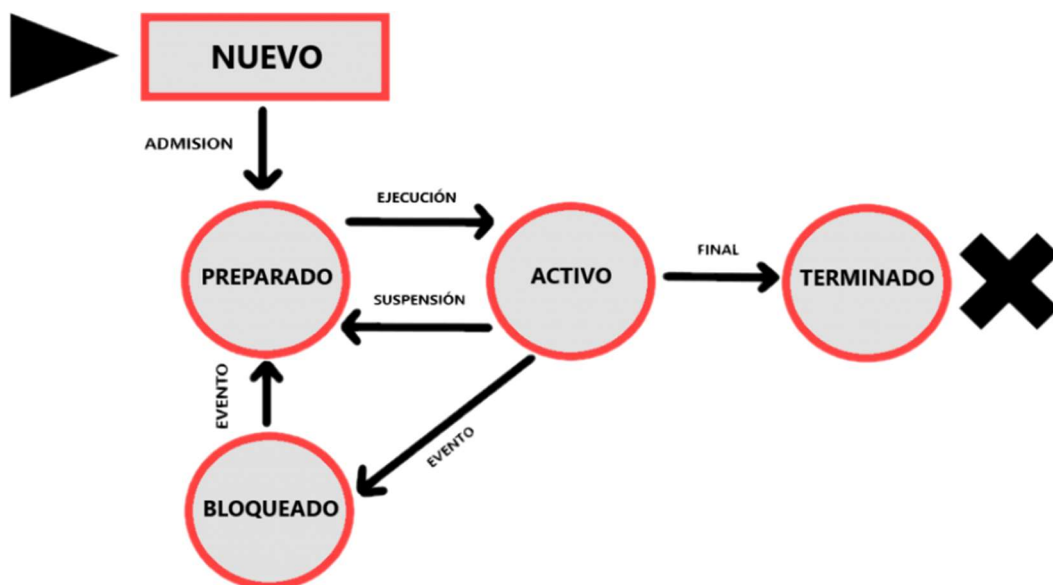 NUEVO
ADMISION
EJECUCIÓN
PREPARADO
ACTIVO
FINAL
TERMINADO
SUSPENSIÓN
EVENTO
EVENTO
BLOQUEADO